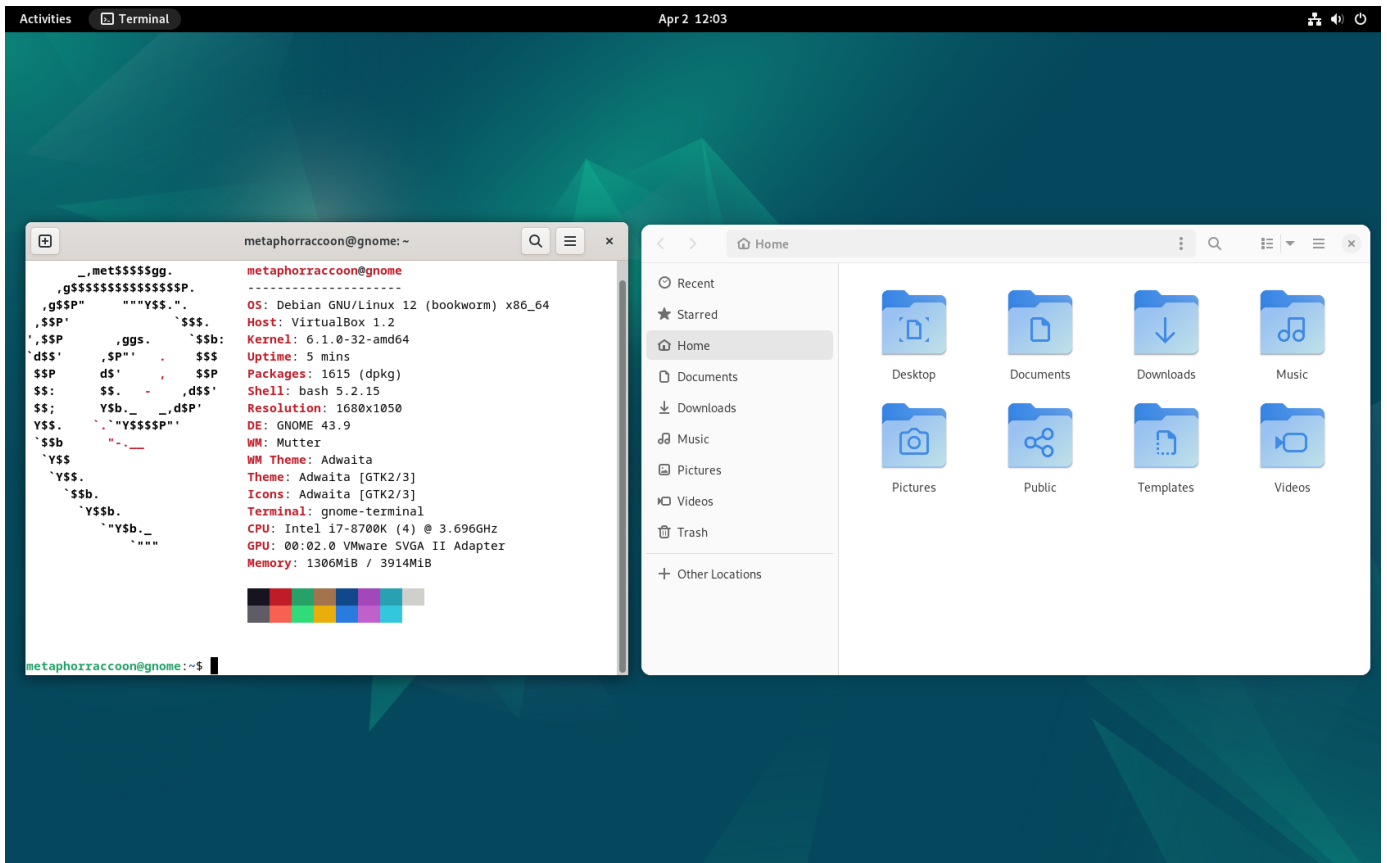 Activities Terminal Apr 2 12:03
metaphorraccoon@gnome: ~
       _,met$$$$$gg.
    ,g$$$$$$$$$$$$$$$P.
  ,g$$P"     """Y$$.".
 ,$$P'              `$$$.
',$$P       ,ggs.     `$$b:
`d$$'     ,$P"'   .    $$$
 $$P      d$'     ,    $$P
 $$:      $$.   -    ,d$$'
 $$;      Y$b._   _,d$P'
 Y$$.    `.`"Y$$$$P"'
 `$$b      "-.__
  `Y$$
   `Y$$.
     `$$b.
       `Y$$b.
          `"Y$b._
              `"""
metaphorraccoon@gnome
---------------------
OS: Debian GNU/Linux 12 (bookworm) x86_64
Host: VirtualBox 1.2
Kernel: 6.1.0-32-amd64
Uptime: 5 mins
Packages: 1615 (dpkg)
Shell: bash 5.2.15
Resolution: 1680x1050
DE: GNOME 43.9
WM: Mutter
WM Theme: Adwaita
Theme: Adwaita [GTK2/3]
Icons: Adwaita [GTK2/3]
Terminal: gnome-terminal
CPU: Intel i7-8700K (4) @ 3.696GHz
GPU: 00:02.0 VMware SVGA II Adapter
Memory: 1306MiB / 3914MiB
metaphorraccoon@gnome:~$
Home
Recent
Starred
Home
Documents
Downloads
Music
Pictures
Videos
Trash
Other Locations
Desktop Documents Downloads Music
Pictures Public Templates Videos